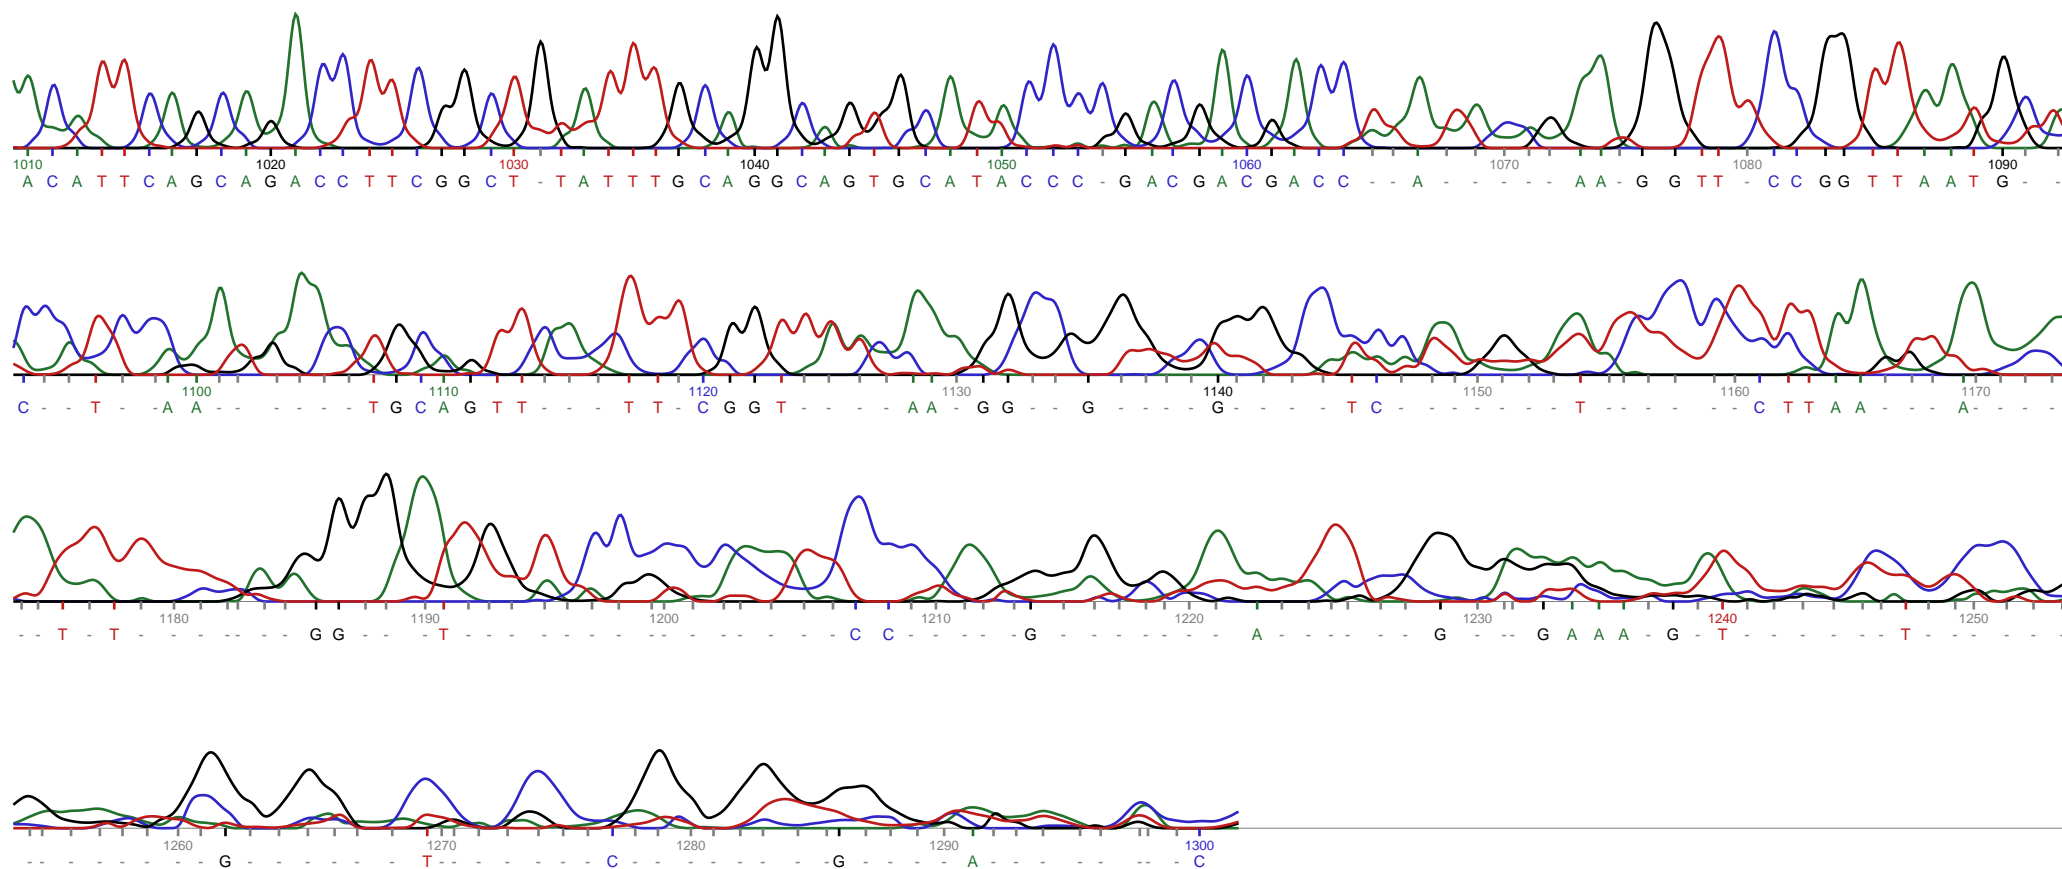 1010 1020 1030 1040 1050 1060 1070 1080 1090
A C A T T C A G C A G A C C T T C G G C T - T A T T T G C A G G C A G T G C A T A C C C - G A C G A C G A C C - - A - - - - - A A - G G T T - C C G G T T A A T G - -
1100 1110 1120 1130 1140 1150 1160 1170
C - - T - - A A - - - - - - T G C A G T T - - - T T - C G G T - - - - A A - G G - - G - - - - G - - - - T C - - - - - - - T - - - - - - C T T A A - - - A - - - -
1180 1190 1200 1210 1220 1230 1240 1250
- - T - T - - - - - - G G - - - - T - - - - - - - - - - - - - - - C C - - - - - G - - - - - - - - A - - - - - G - - - G A A A - G - T - - - - - - T - - - - - -
1260 1270 1280 1290 1300
- - - - - - - - G - - - - - - T - - - - - - - C - - - - - - - - G - - - - A - - - - - - - - C